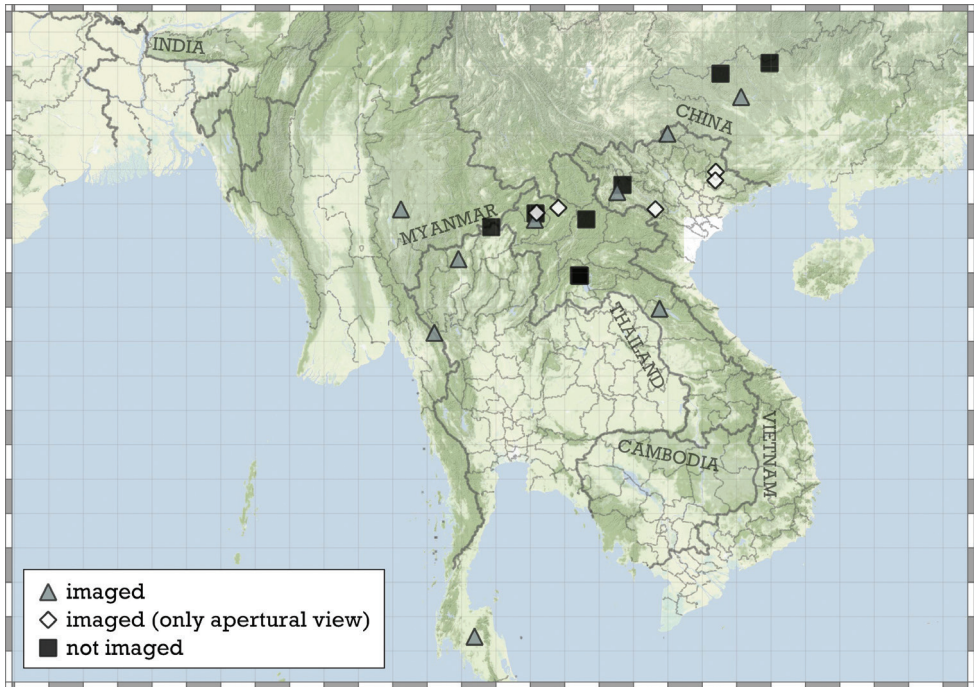 INDIA
CHINA
MYANMAR
THAILAND
CAMBODIA
VIETNAM
imaged
imaged (only apertural view)
not imaged